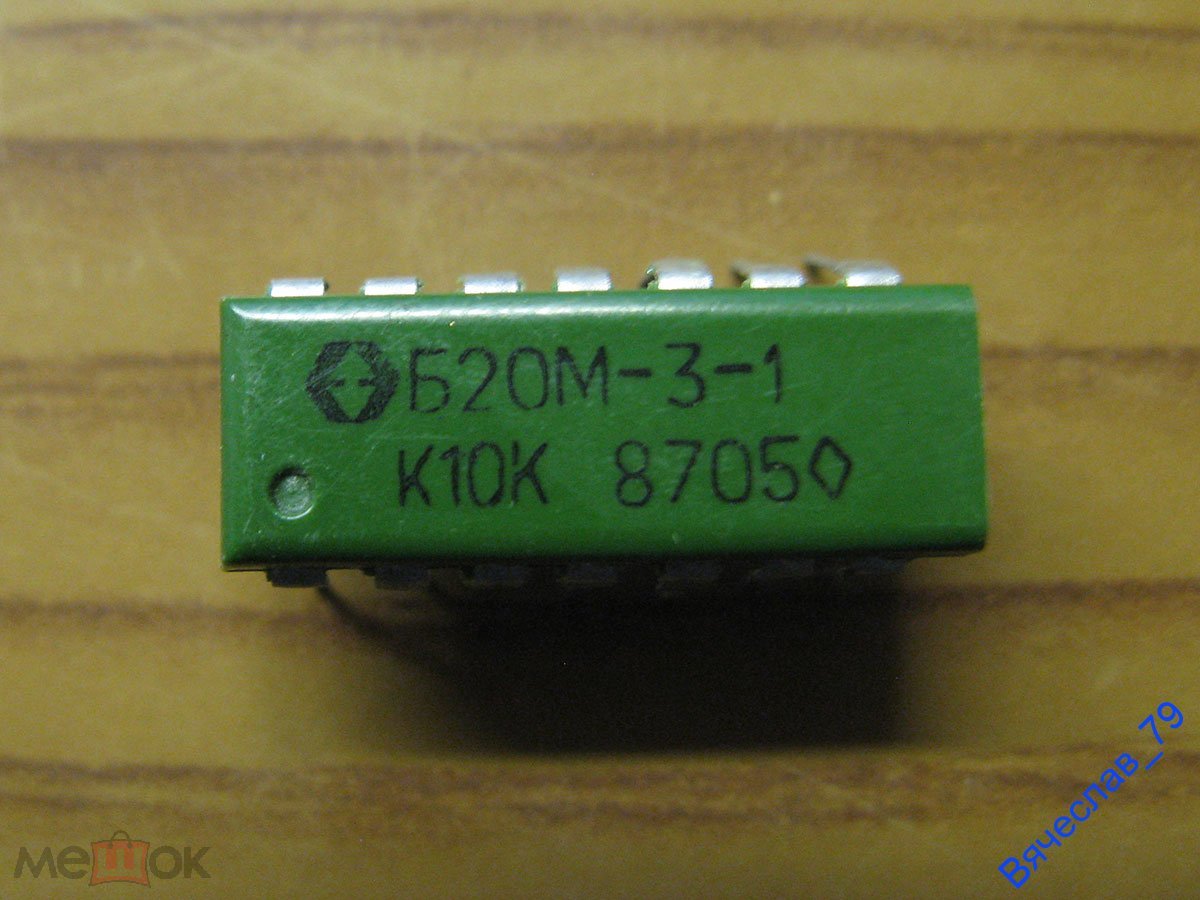 Б20М-3-1
К10К 8705◊
мешок
Вячеслав_79